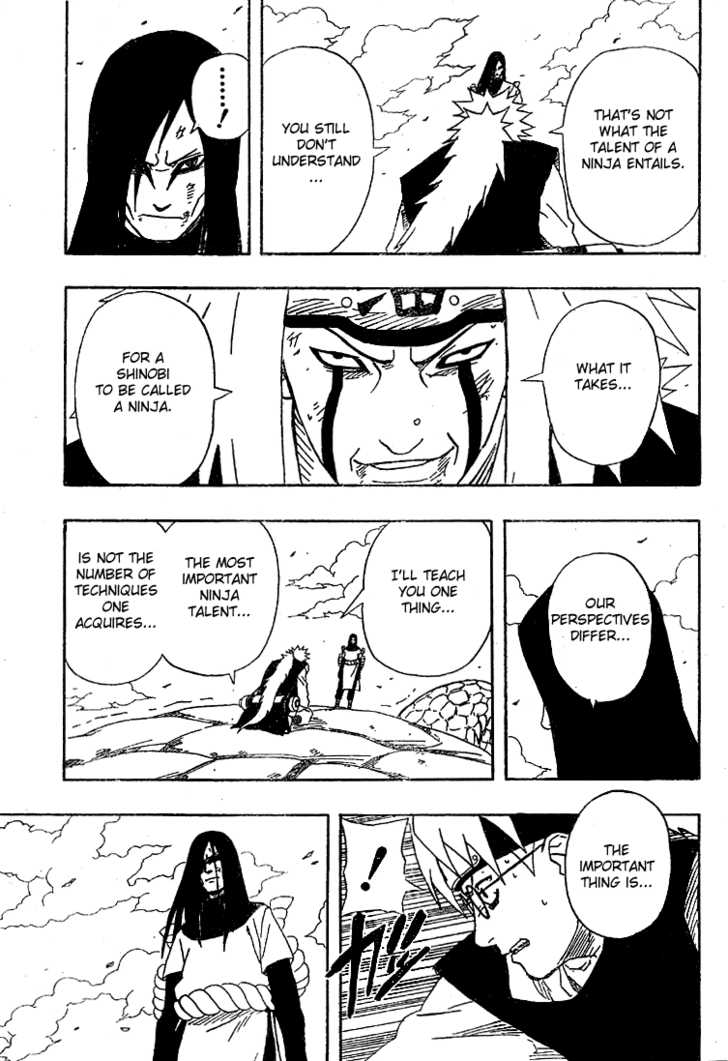 THAT'S NOT
WHAT THE
TALENT OF A
NINJA ENTAILS.
YOU STILL
DON'T
UNDERSTAND
...
......!
WHAT IT
TAKES...
FOR A
SHINOBI
TO BE CALLED
A NINJA.
OUR
PERSPECTIVES
DIFFER...
I'LL TEACH
YOU ONE
THING...
THE MOST
IMPORTANT
NINJA
TALENT...
IS NOT THE
NUMBER OF
TECHNIQUES
ONE
ACQUIRES...
THE
IMPORTANT
THING IS...
!
ガッ